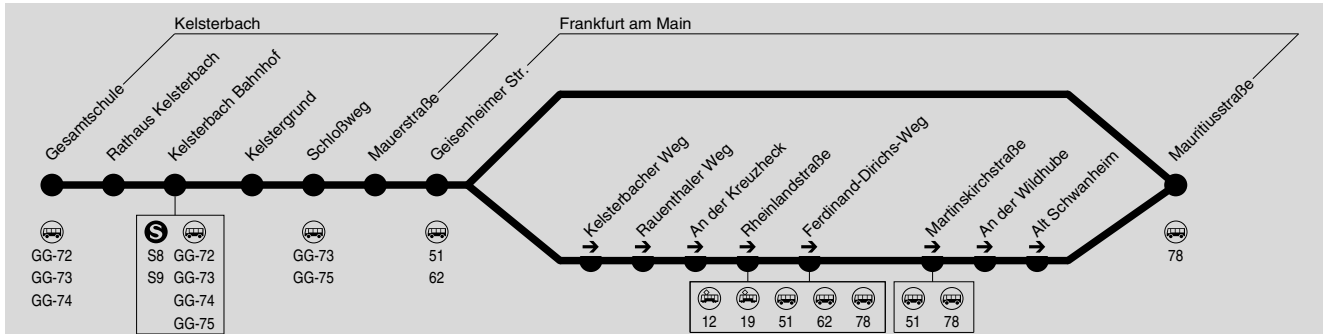 Kelsterbach
Frankfurt am Main
Gesamtschule
Rathaus Kelsterbach
Kelsterbach Bahnhof
Kelstergrund
Schloßweg
Mauerstraße
Geisenheimer Str.
Kelsterbacher Weg
Rauenthaler Weg
An der Kreuzheck
Rheinlandstraße
Ferdinand-Dirichs-Weg
Martinskirchstraße
An der Wildhube
Alt Schwanheim
Mauritiusstraße
GG-72
GG-73
GG-74
S
S8 GG-72
S9 GG-73
GG-74
GG-75
GG-73
GG-75
51
62
12 19 51 62 78
51 78
78